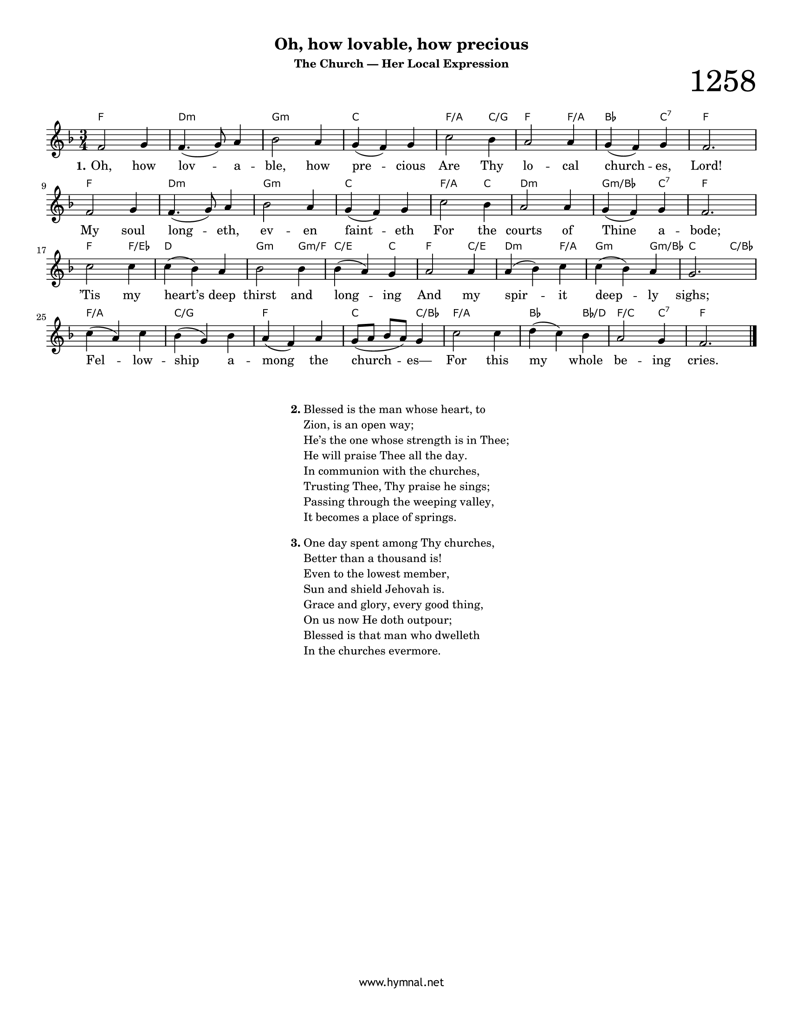 Oh, how lovable, how precious
The Church — Her Local Expression
1258
F Dm Gm C F/A C/G F F/A B♭ C7 F
1. Oh, how lov - a - ble, how pre - cious Are Thy lo - cal church - es, Lord!
9
F Dm Gm C F/A C Dm Gm/B♭ C7 F
My soul long - eth, ev - en faint - eth For the courts of Thine a - bode;
17
F F/E♭ D Gm Gm/F C/E C F C/E Dm F/A Gm Gm/B♭ C C/B♭
’Tis my heart’s deep thirst and long - ing And my spir - it deep - ly sighs;
25
F/A C/G F C C/B♭ F/A B♭ B♭/D F/C C7 F
Fel - low - ship a - mong the church - es— For this my whole be - ing cries.
2. Blessed is the man whose heart, to
Zion, is an open way;
He’s the one whose strength is in Thee;
He will praise Thee all the day.
In communion with the churches,
Trusting Thee, Thy praise he sings;
Passing through the weeping valley,
It becomes a place of springs.
3. One day spent among Thy churches,
Better than a thousand is!
Even to the lowest member,
Sun and shield Jehovah is.
Grace and glory, every good thing,
On us now He doth outpour;
Blessed is that man who dwelleth
In the churches evermore.
www.hymnal.net